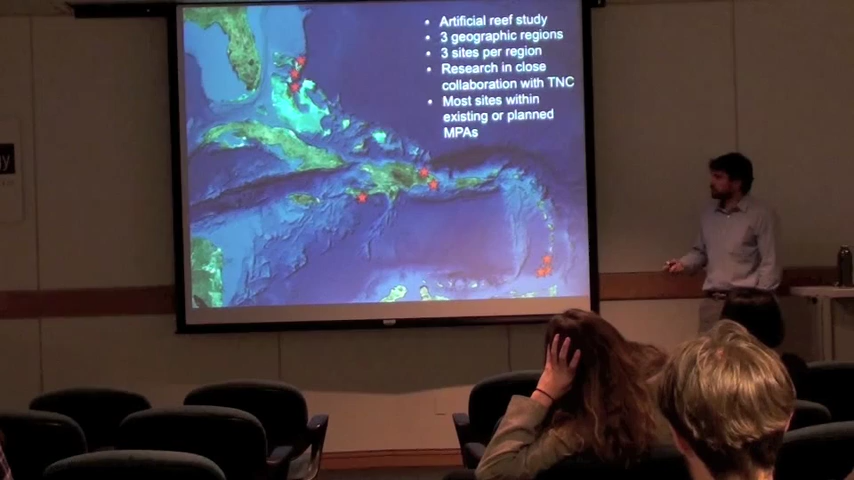 • Artificial reef study
• 3 geographic regions
• 3 sites per region
• Research in close
collaboration with TNC
• Most sites within
existing or planned
MPAs